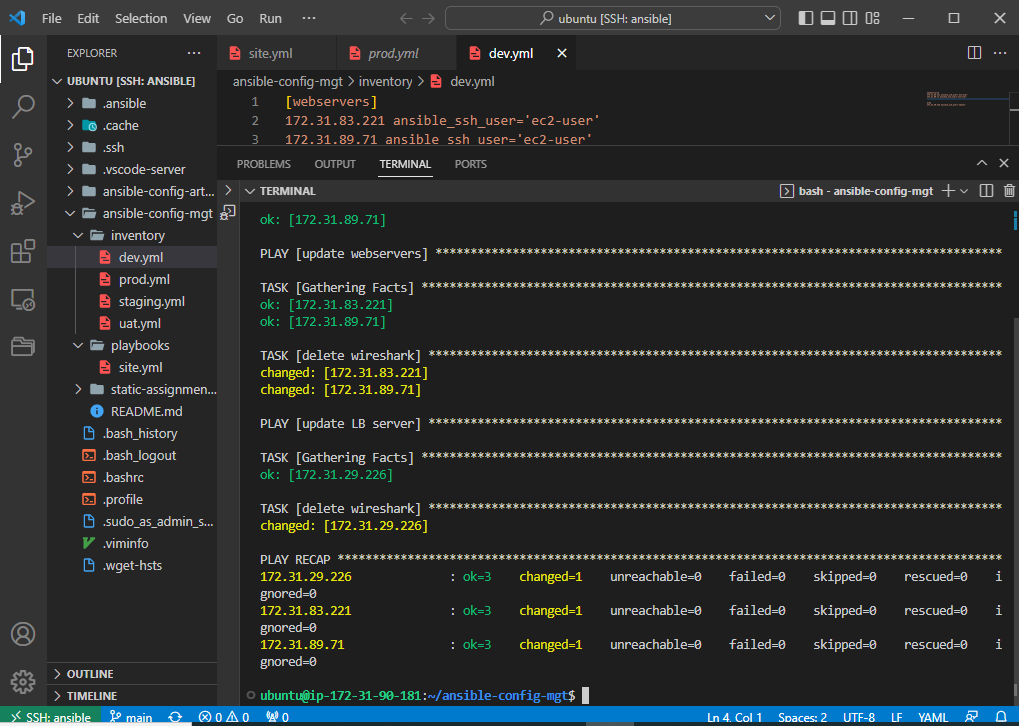 File Edit Selection View Go Run ···
ubuntu [SSH: ansible]
EXPLORER ···
UBUNTU [SSH: ANSIBLE]
.ansible
.cache
.ssh
.vscode-server
ansible-config-art...
ansible-config-mgt
inventory
dev.yml
prod.yml
staging.yml
uat.yml
playbooks
site.yml
static-assignmen...
README.md
.bash_history
.bash_logout
.bashrc
.profile
.sudo_as_admin_s...
.viminfo
.wget-hsts
OUTLINE
TIMELINE
site.yml prod.yml dev.yml
ansible-config-mgt > inventory > dev.yml
1 [webservers]
2 172.31.83.221 ansible_ssh_user='ec2-user'
3 172.31.89.71 ansible_ssh_user='ec2-user'
PROBLEMS OUTPUT TERMINAL PORTS
TERMINAL
bash - ansible-config-mgt
ok: [172.31.89.71]
PLAY [update webservers] *********************************************************************************
TASK [Gathering Facts] ***********************************************************************************
ok: [172.31.83.221]
ok: [172.31.89.71]
TASK [delete wireshark] **********************************************************************************
changed: [172.31.83.221]
changed: [172.31.89.71]
PLAY [update LB server] **********************************************************************************
TASK [Gathering Facts] ***********************************************************************************
ok: [172.31.29.226]
TASK [delete wireshark] **********************************************************************************
changed: [172.31.29.226]
PLAY RECAP ***********************************************************************************************
172.31.29.226 : ok=3 changed=1 unreachable=0 failed=0 skipped=0 rescued=0 i
gnored=0
172.31.83.221 : ok=3 changed=1 unreachable=0 failed=0 skipped=0 rescued=0 i
gnored=0
172.31.89.71 : ok=3 changed=1 unreachable=0 failed=0 skipped=0 rescued=0 i
gnored=0
ubuntu@ip-172-31-90-181:~/ansible-config-mgt$
SSH: ansible main 0 0 0 Ln 4, Col 1 Spaces: 2 UTF-8 LF YAML